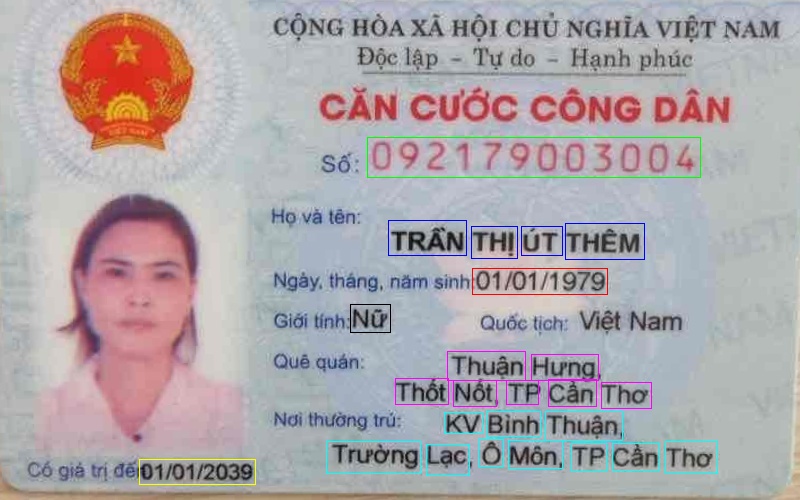 CỘNG HÒA XÃ HỘI CHỦ NGHĨA VIỆT NAM
Độc lập - Tự do - Hạnh phúc
CĂN CƯỚC CÔNG DÂN
Số: 092179003004
Họ và tên:
TRẦN THỊ ÚT THÊM
Ngày, tháng, năm sinh: 01/01/1979
Giới tính: Nữ Quốc tịch: Việt Nam
Quê quán: Thuận Hưng,
Thốt Nốt, TP Cần Thơ
Nơi thường trú: KV Bình Thuận,
Trường Lạc, Ô Môn, TP Cần Thơ
Có giá trị đến 01/01/2039